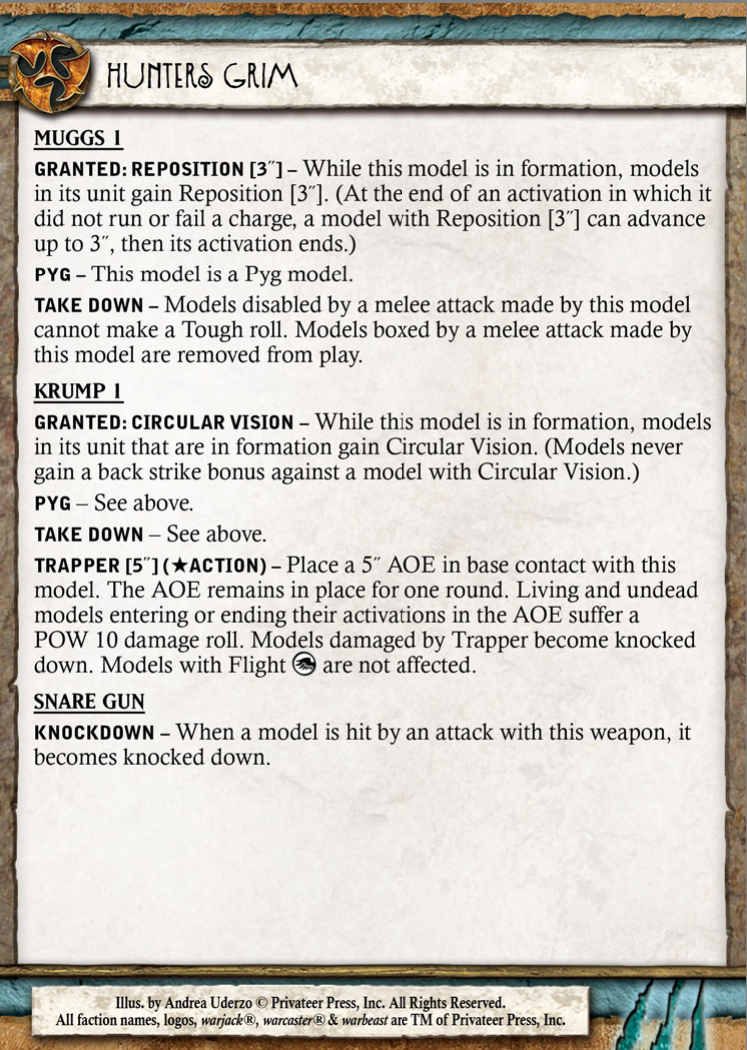 HUNTERS GRIM
MUGGS 1
GRANTED: REPOSITION [3˝] – While this model is in formation, models
in its unit gain Reposition [3˝]. (At the end of an activation in which it
did not run or fail a charge, a model with Reposition [3˝] can advance
up to 3˝, then its activation ends.)
PYG – This model is a Pyg model.
TAKE DOWN – Models disabled by a melee attack made by this model
cannot make a Tough roll. Models boxed by a melee attack made by
this model are removed from play.
KRUMP 1
GRANTED: CIRCULAR VISION – While this model is in formation, models
in its unit that are in formation gain Circular Vision. (Models never
gain a back strike bonus against a model with Circular Vision.)
PYG – See above.
TAKE DOWN – See above.
TRAPPER [5˝] (★ACTION) – Place a 5˝ AOE in base contact with this
model. The AOE remains in place for one round. Living and undead
models entering or ending their activations in the AOE suffer a
POW 10 damage roll. Models damaged by Trapper become knocked
down. Models with Flight are not affected.
SNARE GUN
KNOCKDOWN – When a model is hit by an attack with this weapon, it
becomes knocked down.
Illus. by Andrea Uderzo © Privateer Press, Inc. All Rights Reserved.
All faction names, logos, warjack®, warcaster® & warbeast are TM of Privateer Press, Inc.